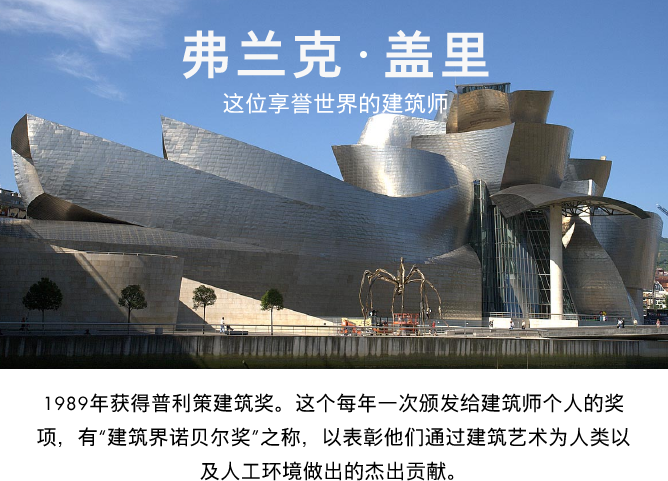 弗兰克·盖里
这位享誉世界的建筑师
1989年获得普利策建筑奖。这个每年一次颁发给建筑师个人的奖
项，有“建筑界诺贝尔奖”之称，以表彰他们通过建筑艺术为人类以
及人工环境做出的杰出贡献。